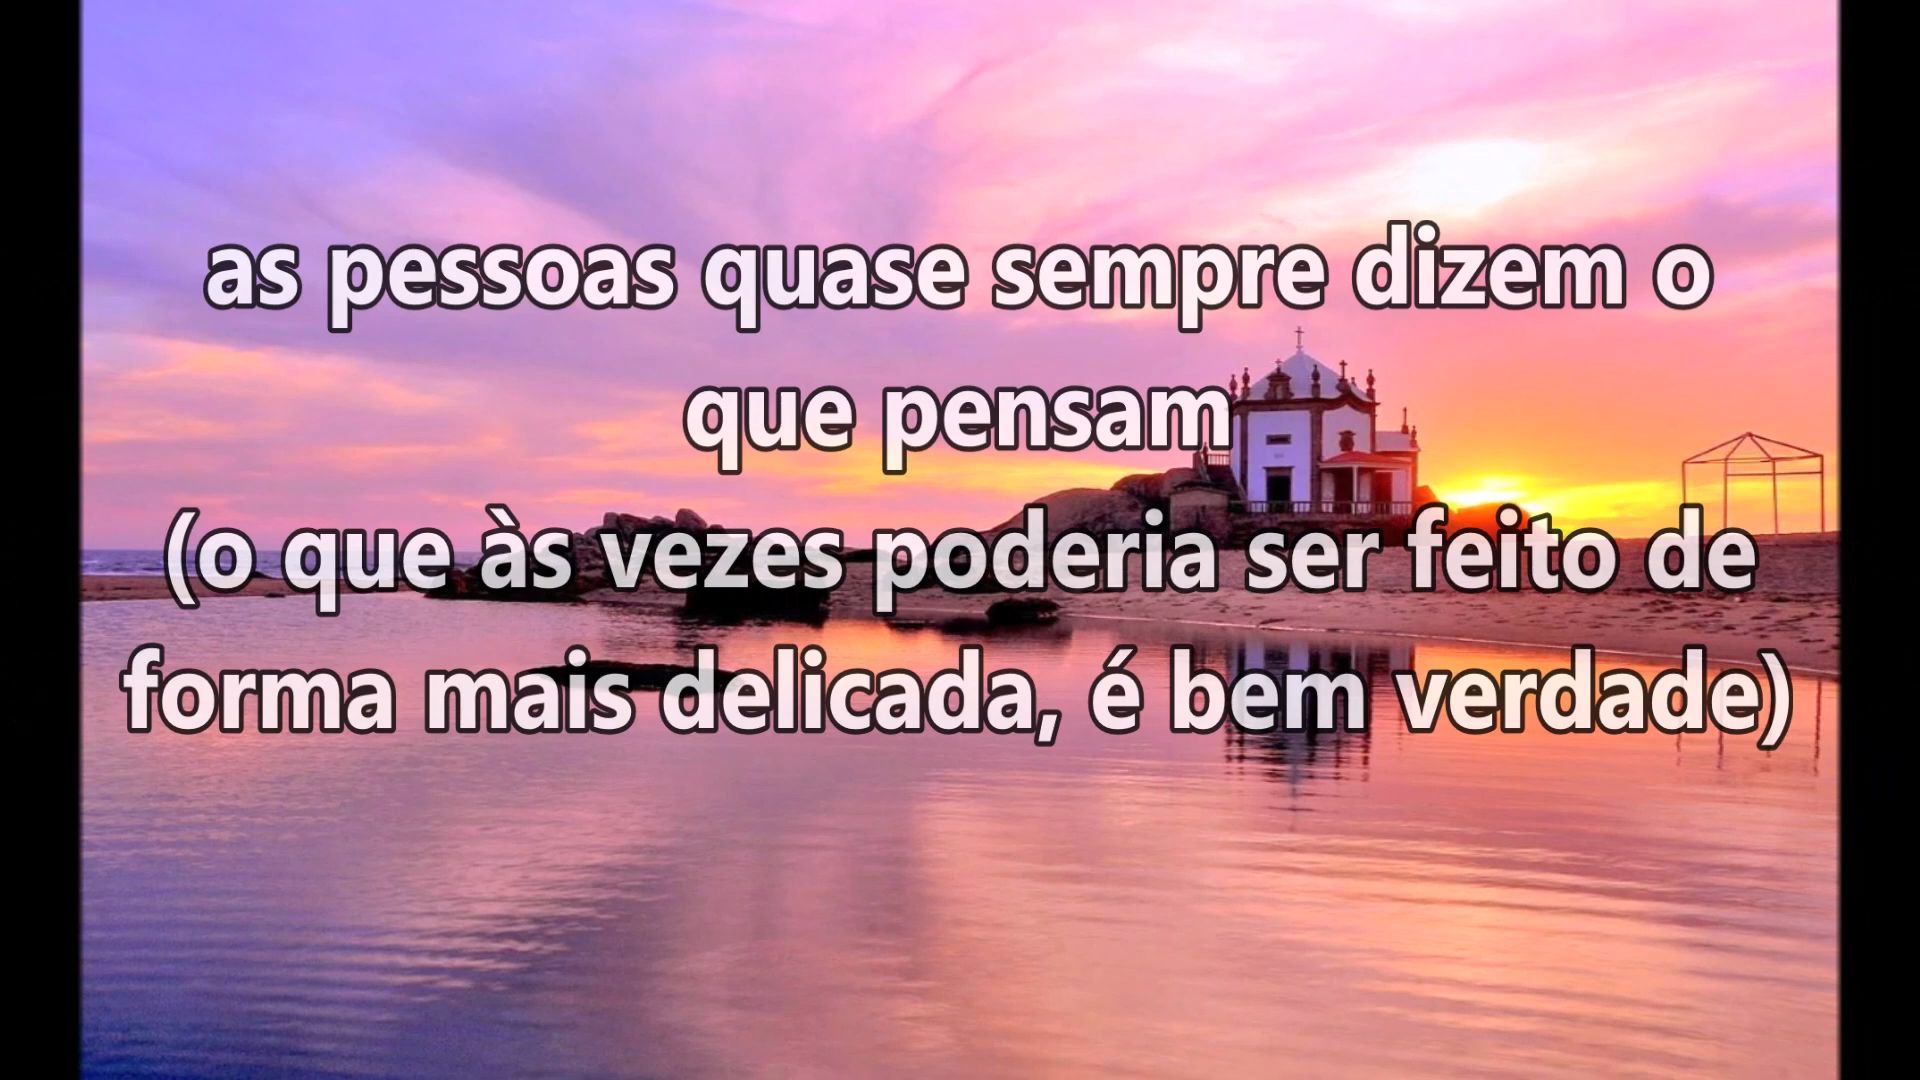 as pessoas quase sempre dizem o
que pensam
(o que às vezes poderia ser feito de
forma mais delicada, é bem verdade)